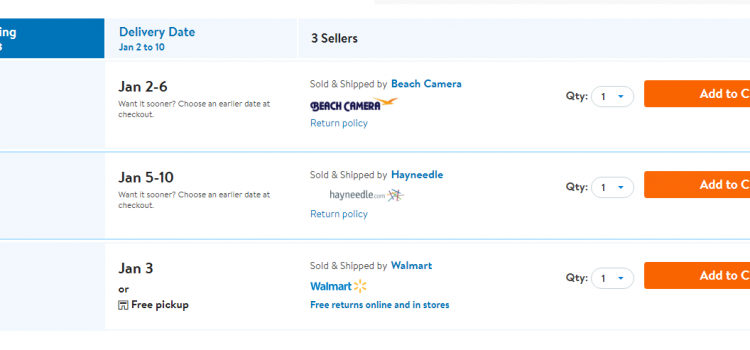 ing
Delivery Date
3 Sellers
Jan 2 to 10
Jan 2-6
Want it sooner? Choose an earlier date at
checkout.
Sold & Shipped by Beach Camera
BEACH CAMERA
Return policy
Qty: 1
Add to C
Jan 5-10
Want it sooner? Choose an earlier date at
checkout.
Sold & Shipped by Hayneedle
hayneedle.com
Return policy
Qty: 1
Add to C
Jan 3
or
Free pickup
Sold & Shipped by Walmart
Walmart
Free returns online and in stores
Qty: 1
Add to C